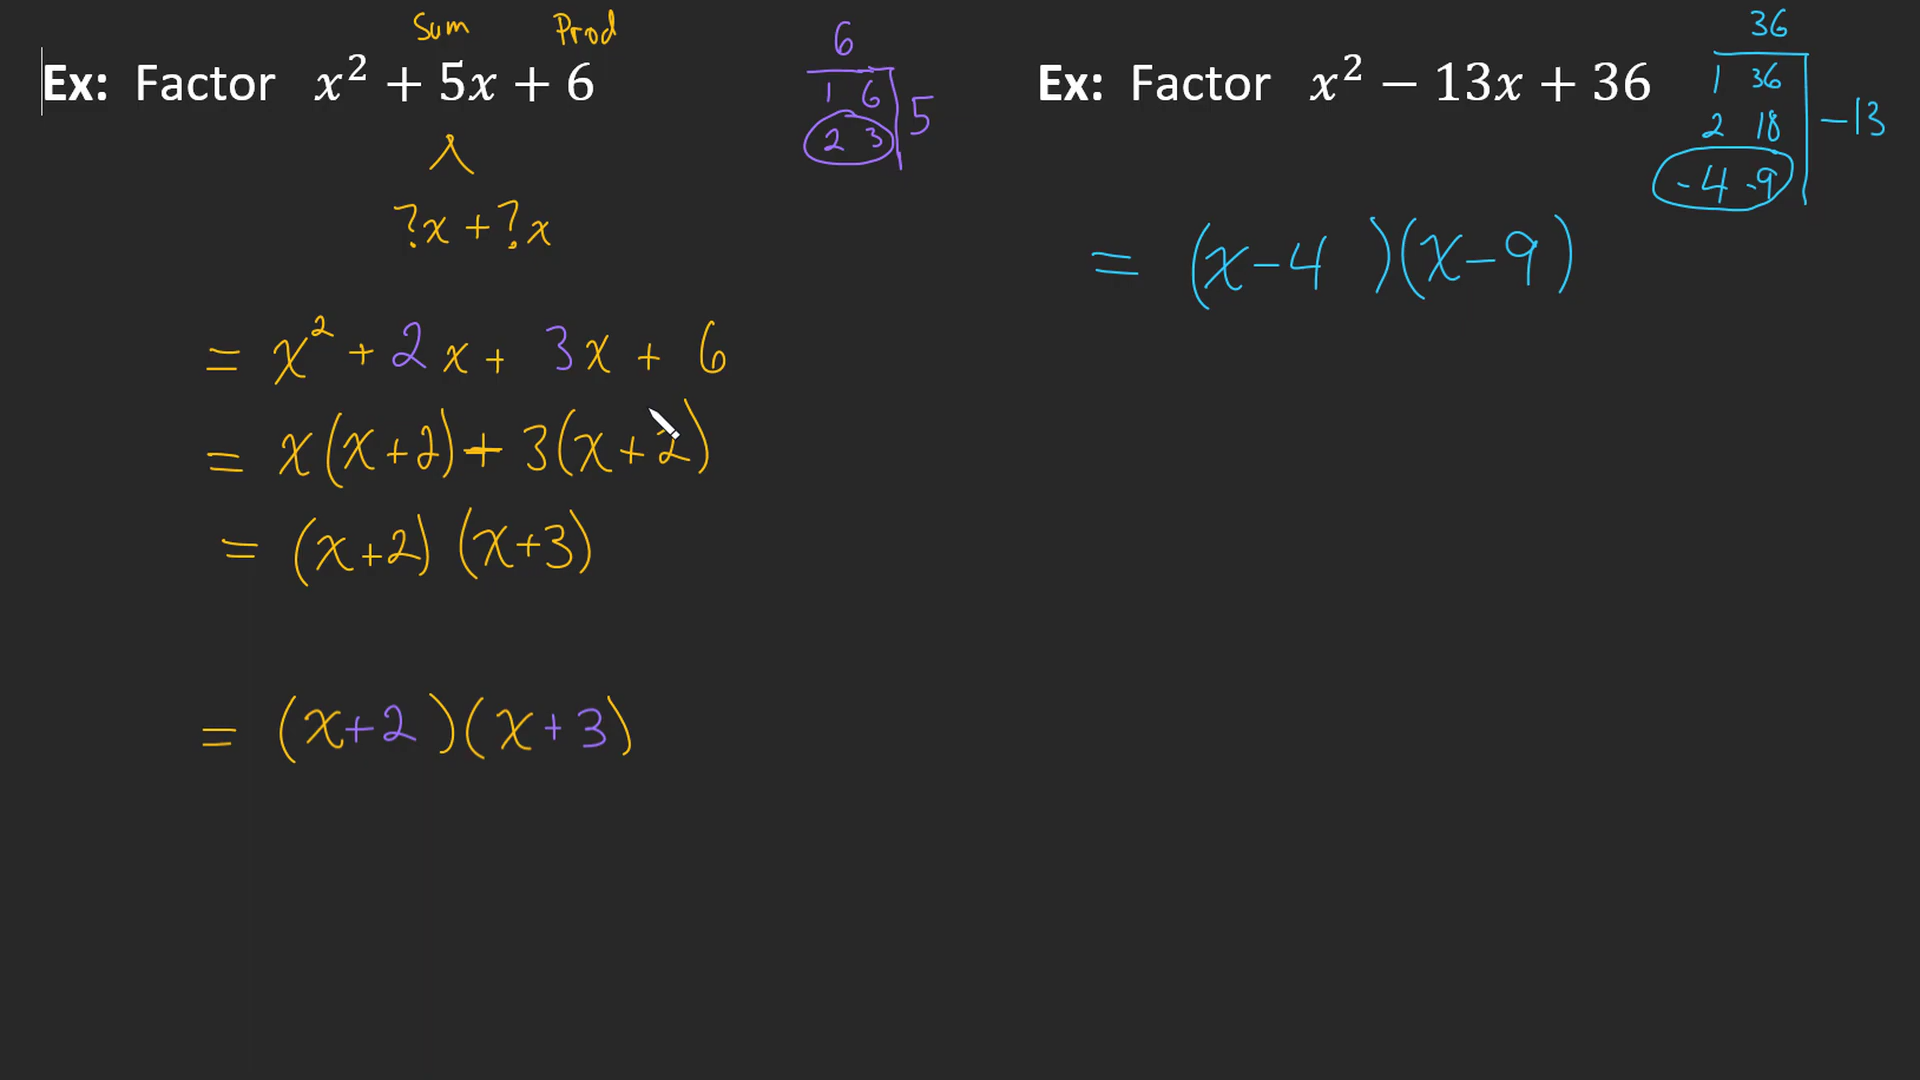 Sum Prod
Ex: Factor x² + 5x + 6
?x + ?x
6
1 6
2 3
5
= x² + 2x + 3x + 6
= x(x+2) + 3(x+2)
= (x+2) (x+3)
= (x+2)(x+3)
Ex: Factor x² − 13x + 36
36
1 36
2 18
-4 -9
-13
= (x-4)(x-9)